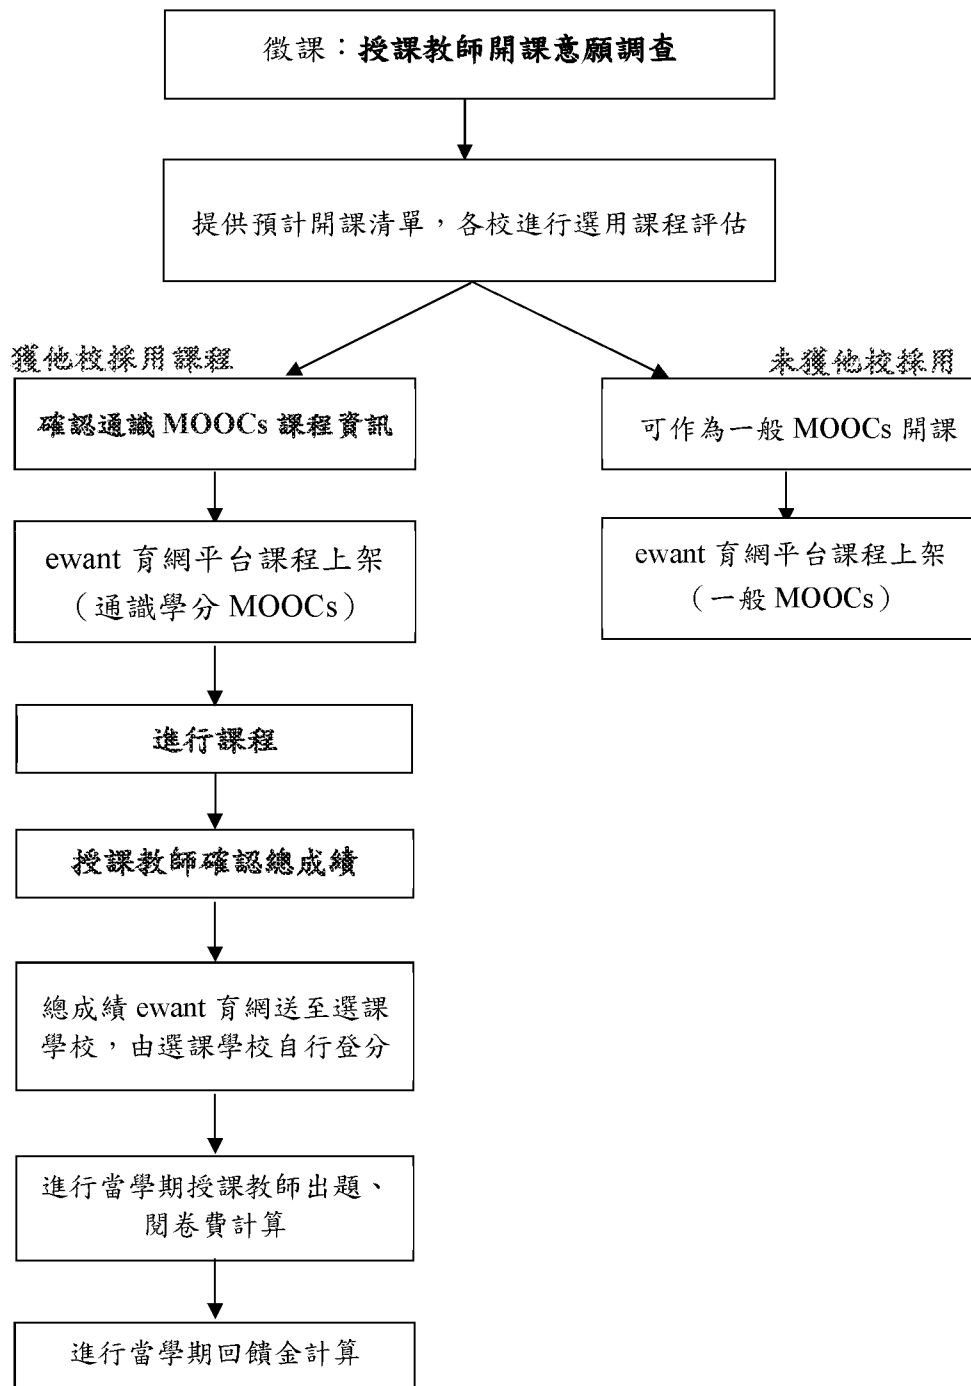 徵課：授課教師開課意願調查
提供預計開課清單，各校進行選用課程評估
獲他校採用課程
未獲他校採用
確認通識 MOOCs 課程資訊
可作為一般 MOOCs 開課
ewant 育網平台課程上架
（通識學分 MOOCs）
ewant 育網平台課程上架
（一般 MOOCs）
進行課程
授課教師確認總成績
總成績 ewant 育網送至選課
學校，由選課學校自行登分
進行當學期授課教師出題、
閱卷費計算
進行當學期回饋金計算